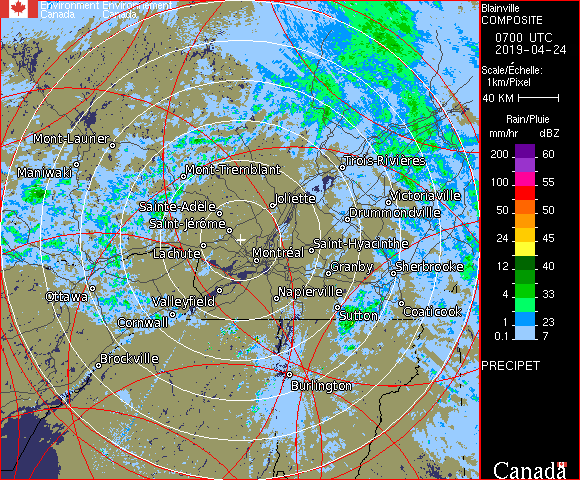 Environment Environnement
Canada Canada
Blainville
COMPOSITE
0700 UTC
2019-04-24
Scale/Échelle:
1km/Pixel
40 KM
Rain/Pluie
mm/hr dBZ
200 60
100 55
50 50
24 45
12 40
4 33
1 23
0.1 7
PRECIPET
Mont-Laurier
Maniwaki
Mont-Tremblant
Trois-Rivières
Sainte-Adèle
Joliette
Victoriaville
Drummondville
Saint-Jérôme
Lachute
Montréal
Saint-Hyacinthe
Granby
Sherbrooke
Ottawa
Valleyfield
Napierville
Coaticook
Cornwall
Sutton
Brockville
Burlington
Canada